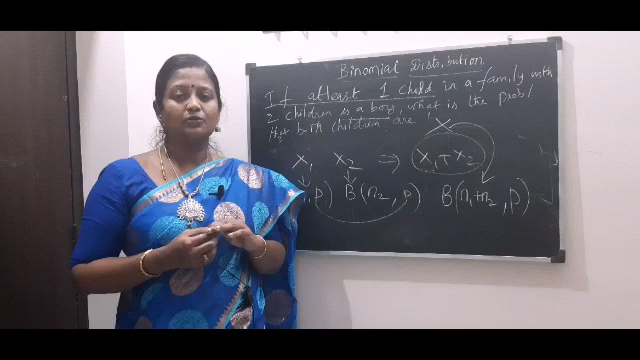 Binomial Distribution
If atleast 1 child in a family with
2 children is a boy, what is the prob/
that both children are
X
X₁ X₂ ⇒ X₁+X₂
, p) B(n₂, p) B(n₁+n₂, p)